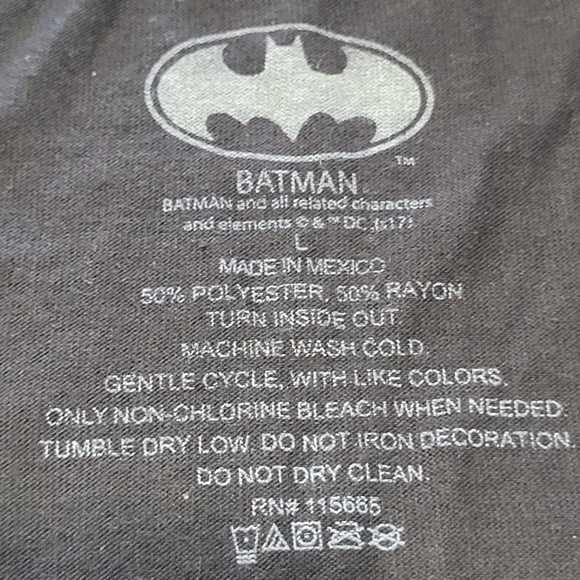 TM
BATMAN
BATMAN and all related characters
and elements © & ™ DC. (s17)
L
MADE IN MEXICO
50% POLYESTER, 50% RAYON
TURN INSIDE OUT.
MACHINE WASH COLD,
GENTLE CYCLE, WITH LIKE COLORS.
ONLY NON-CHLORINE BLEACH WHEN NEEDED.
TUMBLE DRY LOW. DO NOT IRON DECORATION.
DO NOT DRY CLEAN.
RN# 115665